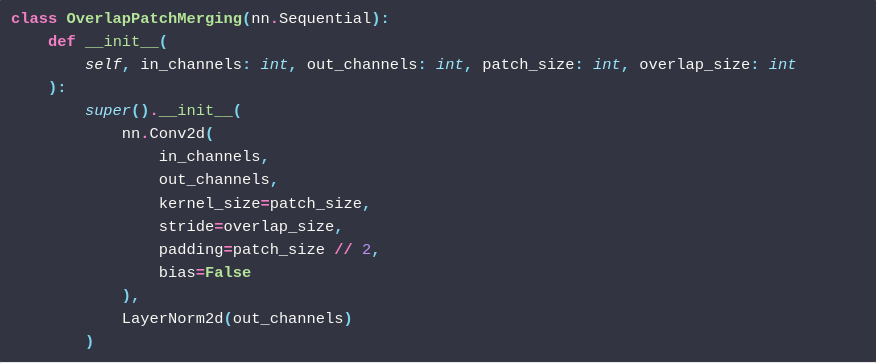 class OverlapPatchMerging(nn.Sequential):
    def __init__(
        self, in_channels: int, out_channels: int, patch_size: int, overlap_size: int
    ):
        super().__init__(
            nn.Conv2d(
                in_channels,
                out_channels,
                kernel_size=patch_size,
                stride=overlap_size,
                padding=patch_size // 2,
                bias=False
            ),
            LayerNorm2d(out_channels)
        )